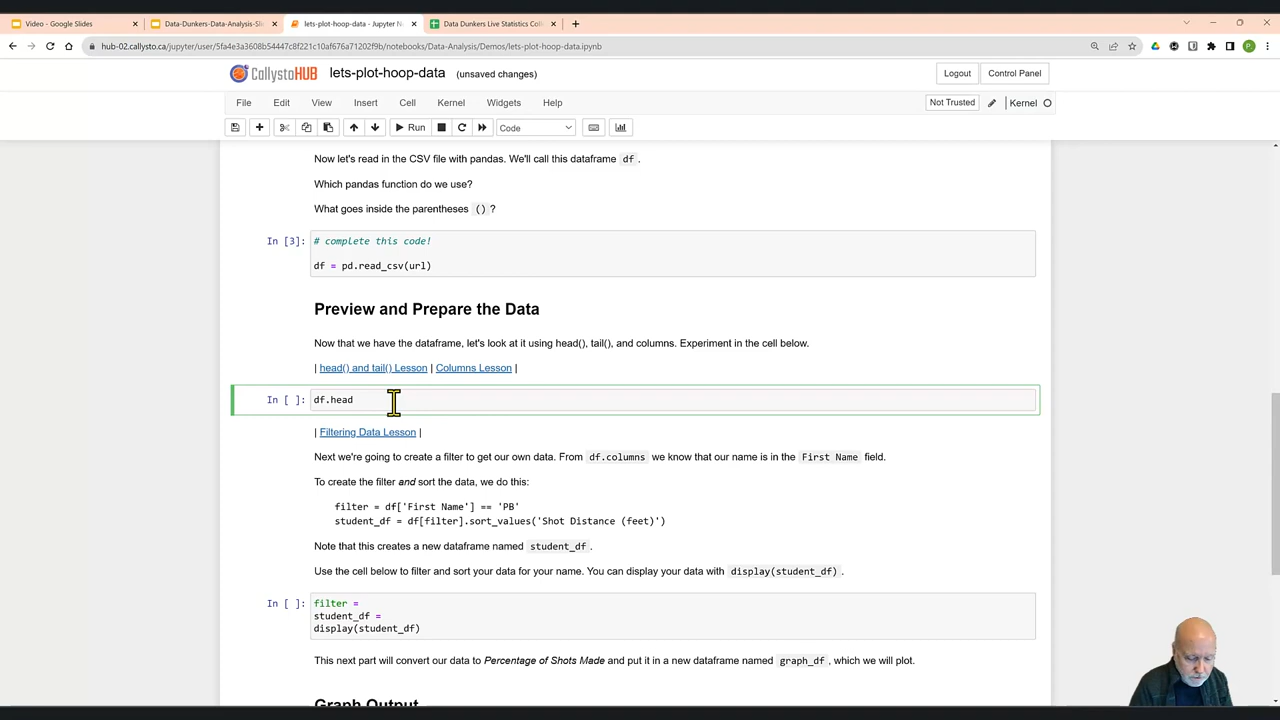 Video - Google Slides
Data-Dunkers-Data-Analysis-Sli
lets-plot-hoop-data - Jupyter N
Data Dunkers Live Statistics Coll
hub-02.callysto.ca/jupyter/user/5fa4e3a3608b54447c8f221c10af676a71202f9b/notebooks/Data-Analysis/Demos/lets-plot-hoop-data.ipynb
CallystoHUB lets-plot-hoop-data (unsaved changes) Logout Control Panel
File Edit View Insert Cell Kernel Widgets Help Not Trusted Kernel
Run Code
Now let's read in the CSV file with pandas. We'll call this dataframe df.
Which pandas function do we use?
What goes inside the parentheses ()?
In [3]: # complete this code!
df = pd.read_csv(url)
Preview and Prepare the Data
Now that we have the dataframe, let's look at it using head(), tail(), and columns. Experiment in the cell below.
| head() and tail() Lesson | Columns Lesson |
In [ ]: df.head
| Filtering Data Lesson |
Next we're going to create a filter to get our own data. From df.columns we know that our name is in the First Name field.
To create the filter and sort the data, we do this:
filter = df['First Name'] == 'PB'
student_df = df[filter].sort_values('Shot Distance (feet)')
Note that this creates a new dataframe named student_df.
Use the cell below to filter and sort your data for your name. You can display your data with display(student_df).
In [ ]: filter =
student_df =
display(student_df)
This next part will convert our data to Percentage of Shots Made and put it in a new dataframe named graph_df, which we will plot.
Graph Output